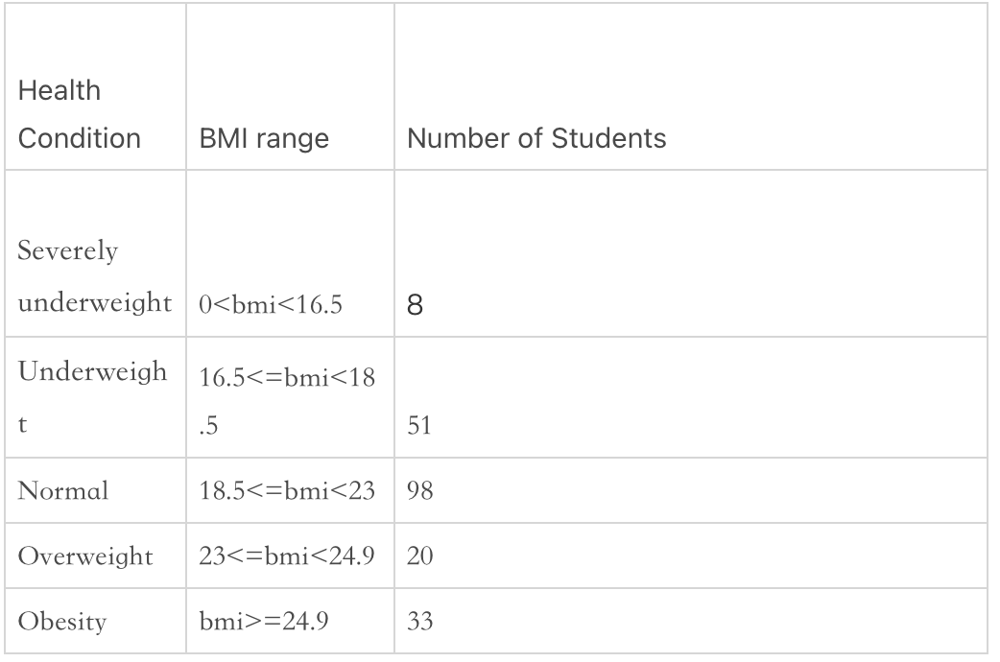 Health
Condition BMI range Number of Students
Severely
underweight 0<bmi<16.5 8
Underweigh 16.5<=bmi<18
t .5 51
Normal 18.5<=bmi<23 98
Overweight 23<=bmi<24.9 20
Obesity bmi>=24.9 33